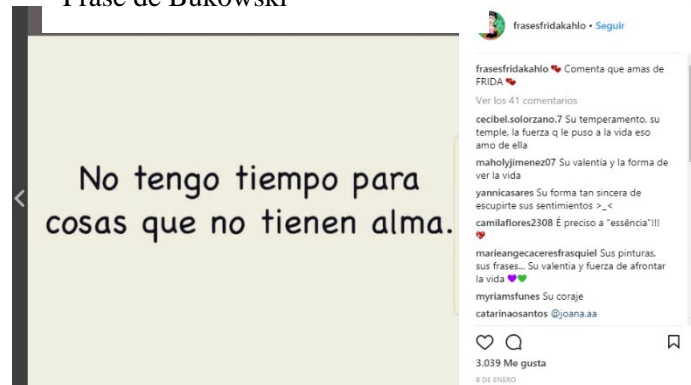 Frase de Bukowski
No tengo tiempo para
cosas que no tienen alma.
frasesfridakahlo • Seguir
frasesfridakahlo 💘 Comenta que amas de
FRIDA 💘
Ver los 41 comentarios
cecibel.solorzano.7 Su temperamento, su
temple, la fuerza q le puso a la vida eso
amo de ella
maholyjimenez07 Su valentía y la forma de
ver la vida
yannicasares Su forma tan sincera de
escupirte sus sentimientos >_<
camilaflores2308 É preciso a "essência"!!!
💘
marieangecaceresfrasquiel Sus pinturas,
sus frases... Su valentia y fuerza de afrontar
la vida 💜💚
myriamsfunes Su coraje
catarinaosantos @joana.aa
3.039 Me gusta
9 DE ENERO